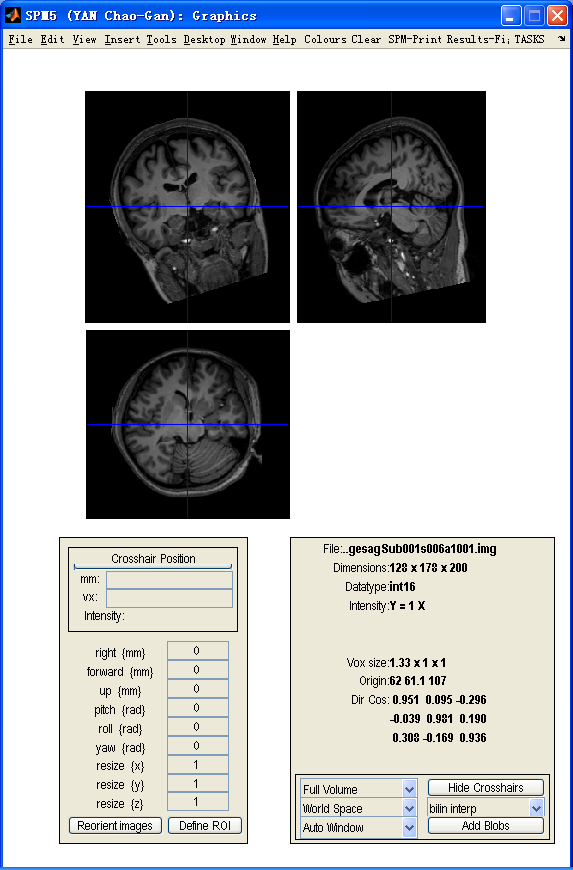 SPM5 (YAN Chao-Gan): Graphics
File Edit View Insert Tools Desktop Window Help Colours Clear SPM-Print Results-Fi; TASKS
Crosshair Position
mm:
vx:
Intensity:
right {mm} 0
forward {mm} 0
up {mm} 0
pitch {rad} 0
roll {rad} 0
yaw {rad} 0
resize {x} 1
resize {y} 1
resize {z} 1
Reorient images Define ROI
File:..gesagSub001s006a1001.img
Dimensions:128 x 178 x 200
Datatype:int16
Intensity:Y = 1 X
Vox size:1.33 x 1 x 1
Origin:62 61.1 107
Dir Cos: 0.951 0.095 -0.296
-0.039 0.981 0.190
0.308 -0.169 0.936
Full Volume Hide Crosshairs
World Space bilin interp
Auto Window Add Blobs